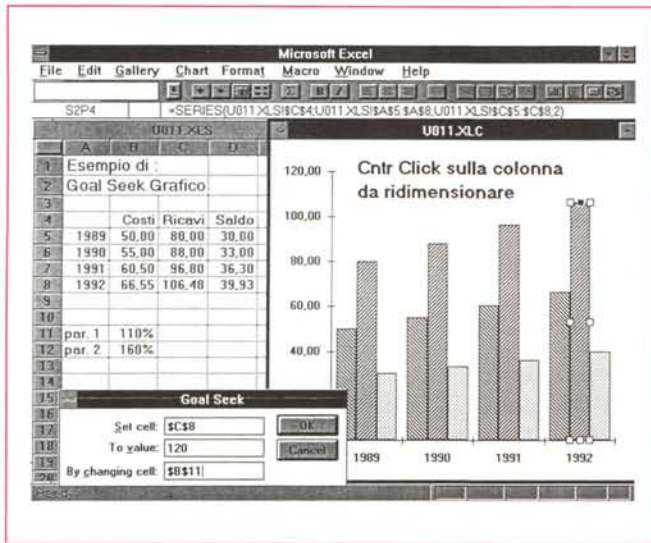 Microsoft Excel
File Edit Gallery Chart Format Macro Window Help
S2P4 =SERIES(U011.XLS!$C$4;U011.XLS!$A$5:$A$8;U011.XLS!$C$5:$C$8;2)
U011.XLS
A B C D
1 Esempio di :
2 Goal Seek Grafico
3
4 Costi Ricavi Saldo
5 1989 50,00 80,00 30,00
6 1990 55,00 88,00 33,00
7 1991 60,50 96,80 36,30
8 1992 66,55 106,48 39,93
9
10
11 par. 1 110%
12 par. 2 160%
13
14
15
16
17
18
19
20
U011.XLC
Cntr Click sulla colonna
da ridimensionare
120,00
100,00
80,00
60,00
40,00
1989 1990 1991 1992
Goal Seek
Set cell: $C$8 OK
To value: 120 Cancel
By changing cell: $B$11
Ready